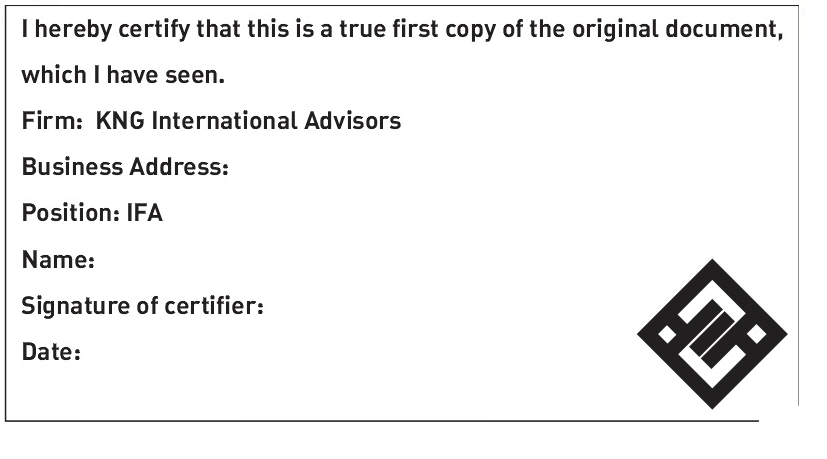 I hereby certify that this is a true first copy of the original document,
which I have seen.
Firm: KNG International Advisors
Business Address:
Position: IFA
Name:
Signature of certifier:
Date: